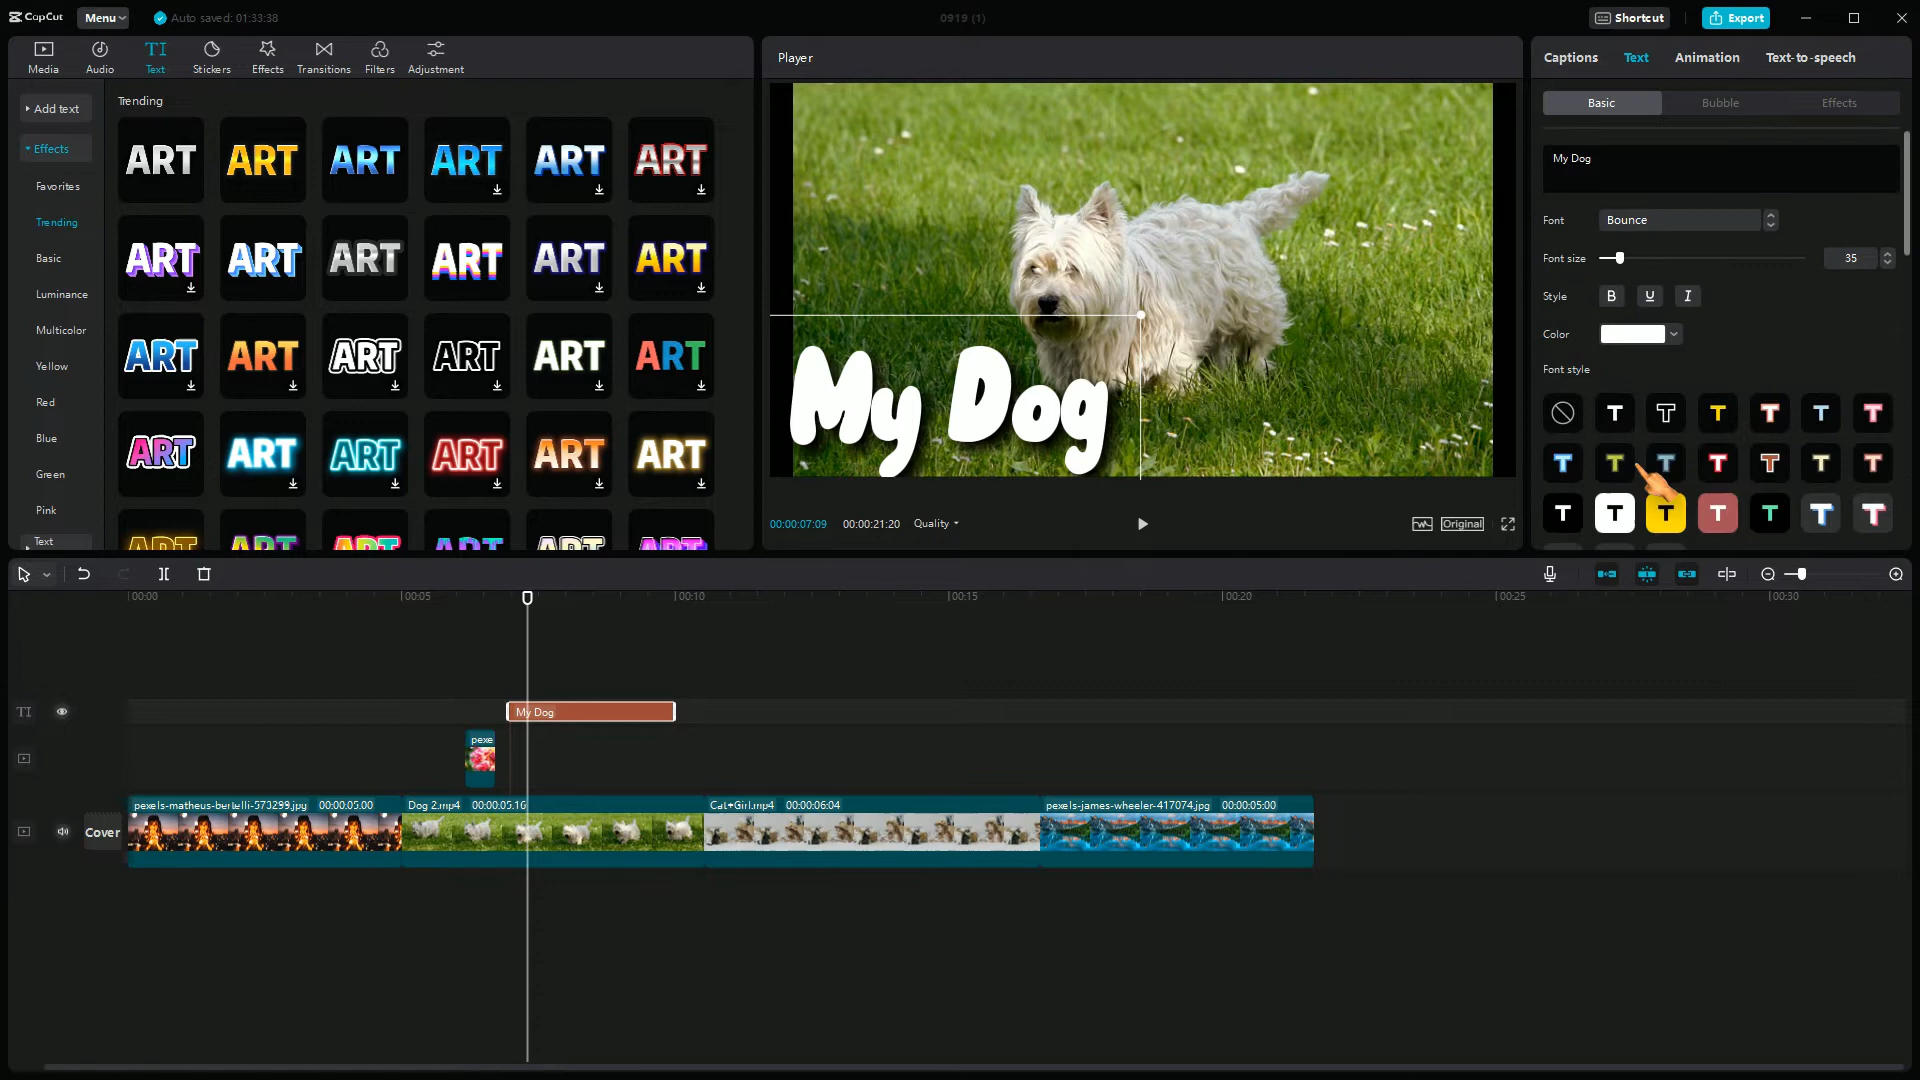 CapCut
Menu
Auto saved: 01:33:38
0919 (1)
Shortcut
Export
Media
Audio
TI
Text
Stickers
Effects
Transitions
Filters
Adjustment
Add text
Effects
Favorites
Trending
Basic
Luminance
Multicolor
Yellow
Red
Blue
Green
Pink
Text
Trending
ART ART ART ART ART ART
ART ART ART ART ART ART
ART ART ART ART ART ART
ART ART ART ART ART ART
ART ART ART ART ART ART
Player
My Dog
00:00:07:09
00:00:21:20
Quality
Original
Captions
Text
Animation
Text-to-speech
Basic
Bubble
Effects
My Dog
Font
Bounce
Font size
35
Style
B U I
Color
Font style
T T T T T T
T T T T T T T
T T T T T T T
00:00
00:05
00:10
00:15
00:20
00:25
00:30
TI
My Dog
pexe
Cover
pexels-matheus-bertelli-573299.jpg 00:00:05:00
Dog 2.mp4 00:00:05:16
Cat+Girl.mp4 00:00:06:04
pexels-james-wheeler-417074.jpg 00:00:05:00